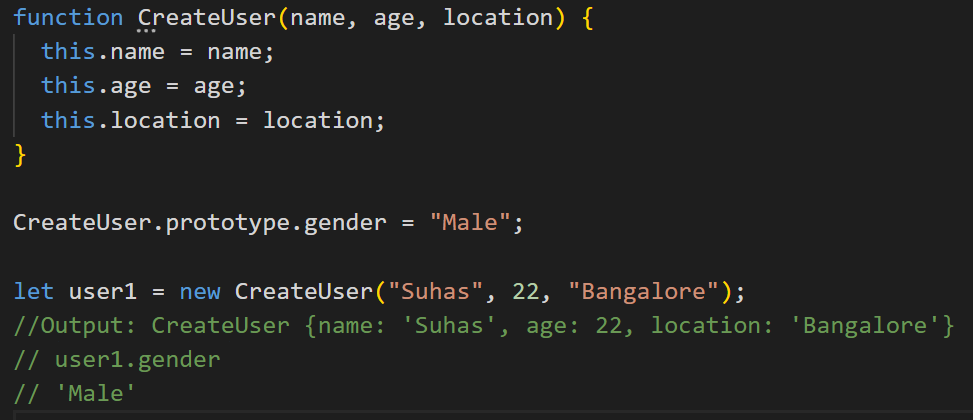 function CreateUser(name, age, location) {
  this.name = name;
  this.age = age;
  this.location = location;
}
CreateUser.prototype.gender = "Male";
let user1 = new CreateUser("Suhas", 22, "Bangalore");
//Output: CreateUser {name: 'Suhas', age: 22, location: 'Bangalore'}
// user1.gender
// 'Male'